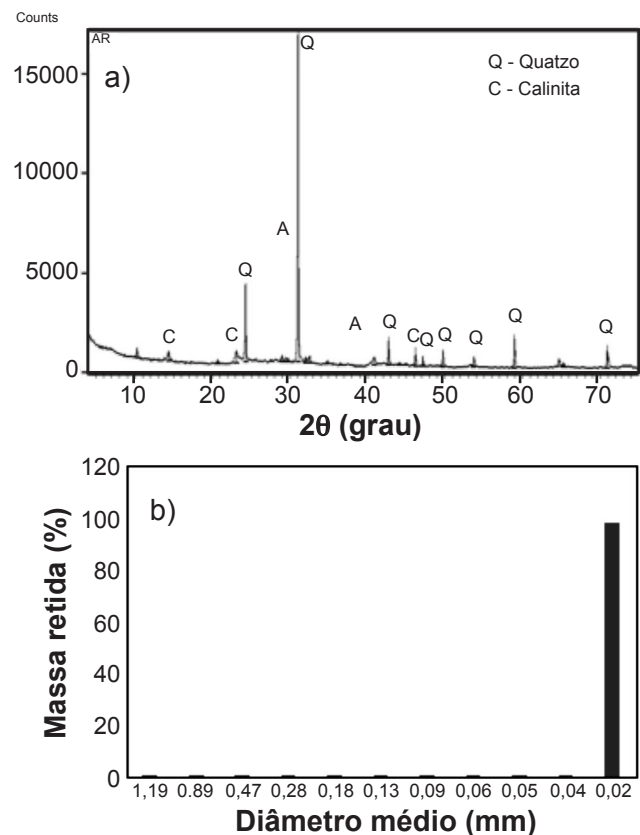 Counts
AR
a)
Q
Q - Quatzo
C - Calinita
15000
10000
5000
0
A
Q
C
C
A
Q
C
Q
Q
Q
Q
Q
10 20 30 40 50 60 70
2θ (grau)
b)
Massa retida (%)
120
100
80
60
40
20
0
1,19 0.89 0,47 0,28 0,18 0,13 0,09 0,06 0,05 0,04 0,02
Diâmetro médio (mm)